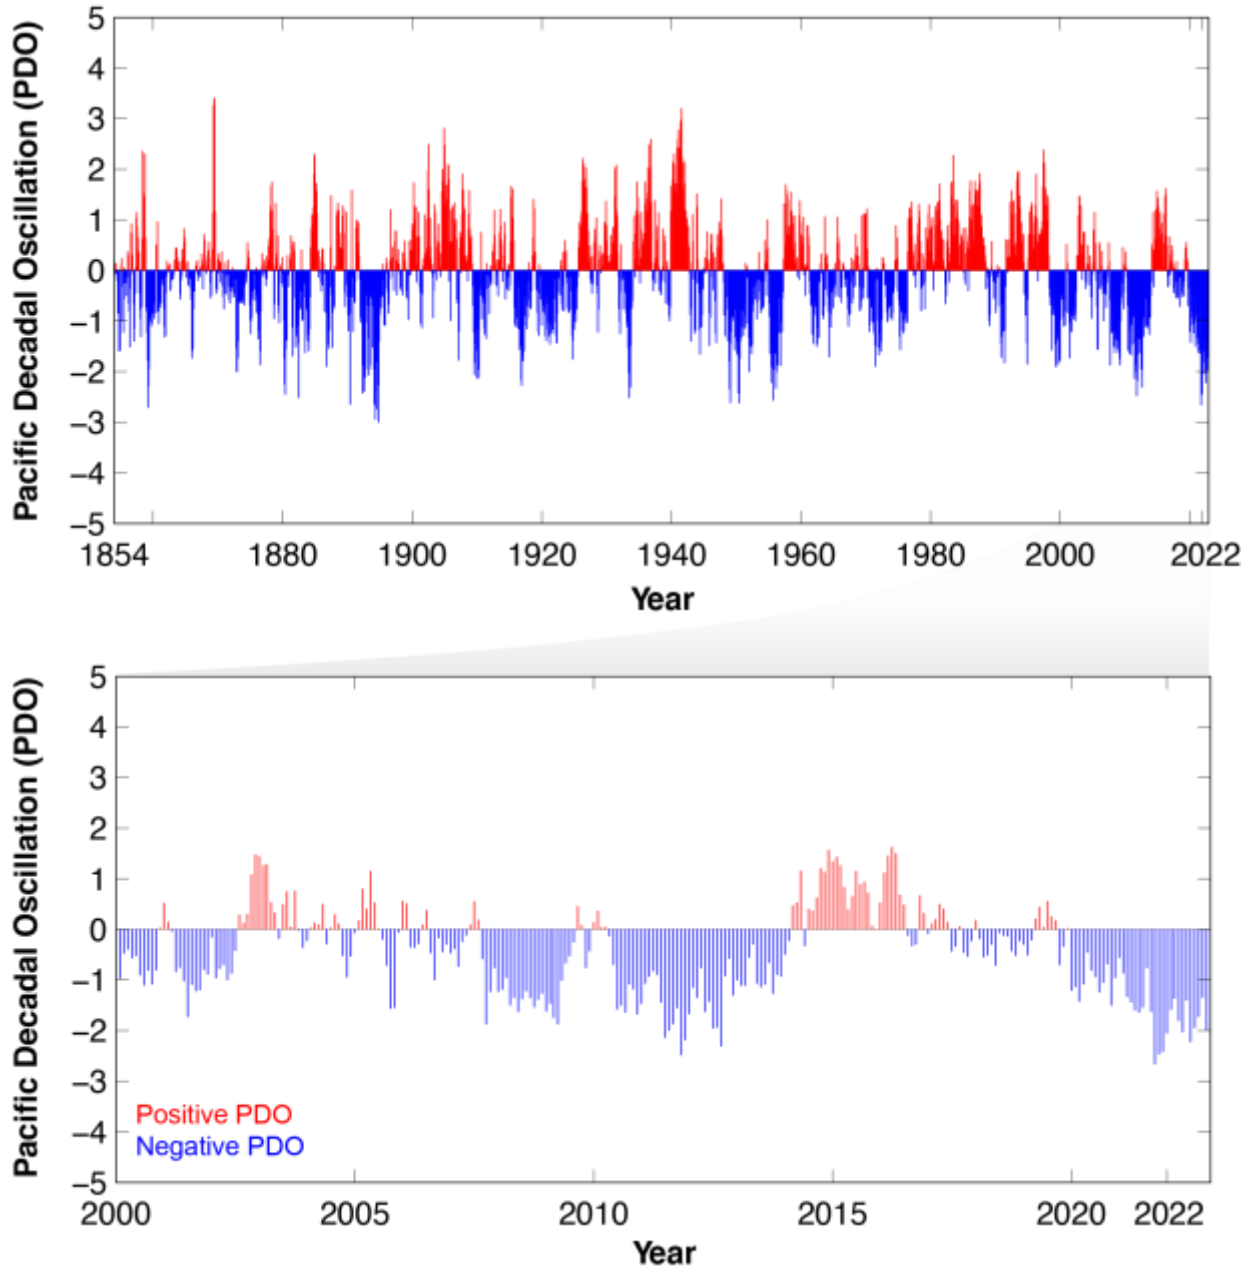 Pacific Decadal Oscillation (PDO)
5
4
3
2
1
0
−1
−2
−3
−4
−5
1854 1880 1900 1920 1940 1960 1980 2000 2022
Year
Pacific Decadal Oscillation (PDO)
5
4
3
2
1
0
−1
−2
−3
−4
−5
Positive PDO
Negative PDO
2000 2005 2010 2015 2020 2022
Year